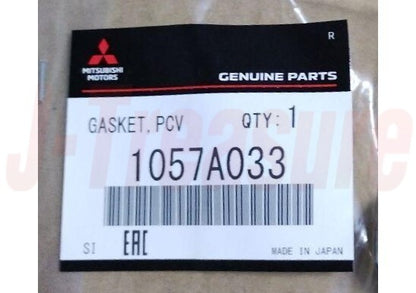 R
MITSUBISHI
MOTORS
GENUINE PARTS
GASKET, PCV QTY: 1
1057A033
SI EAC MADE IN JAPAN
J-Treasure